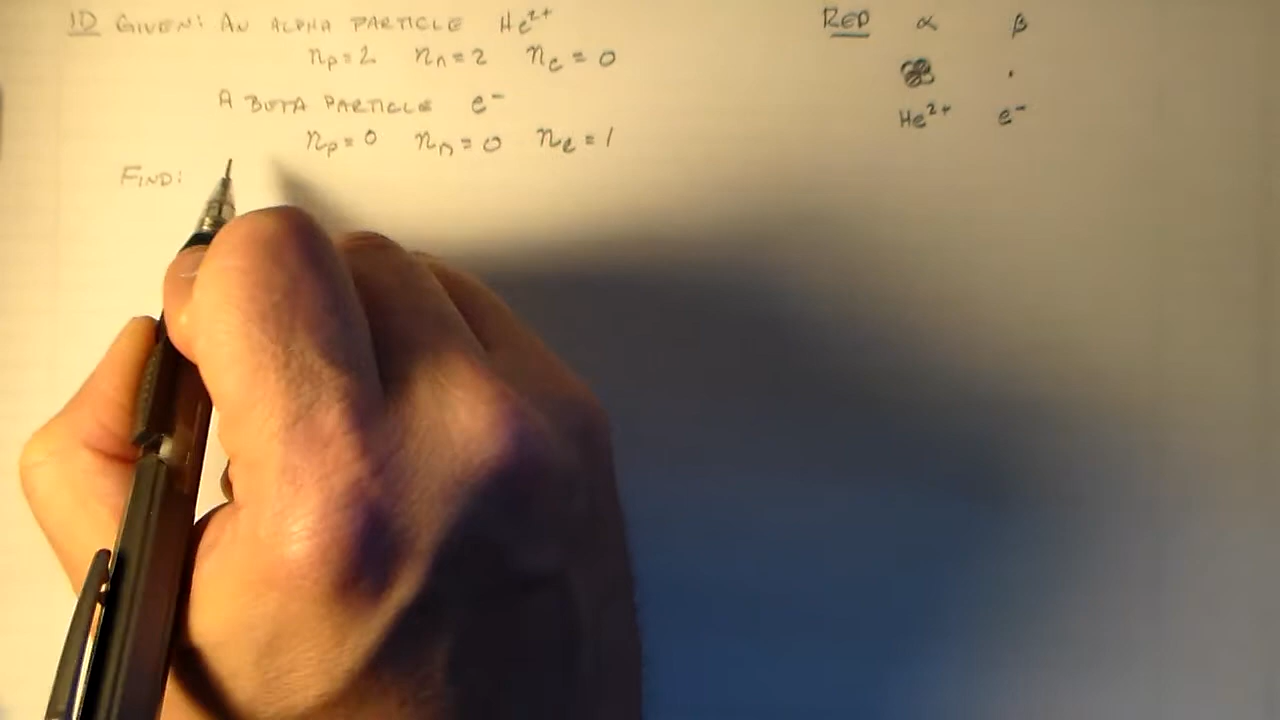 1D GIVEN: AN ALPHA PARTICLE He²⁺
nₚ = 2 nₙ = 2 nₑ = 0
A BETA PARTICLE e⁻
nₚ = 0 nₙ = 0 nₑ = 1
FIND:
REP α β
He²⁺ e⁻